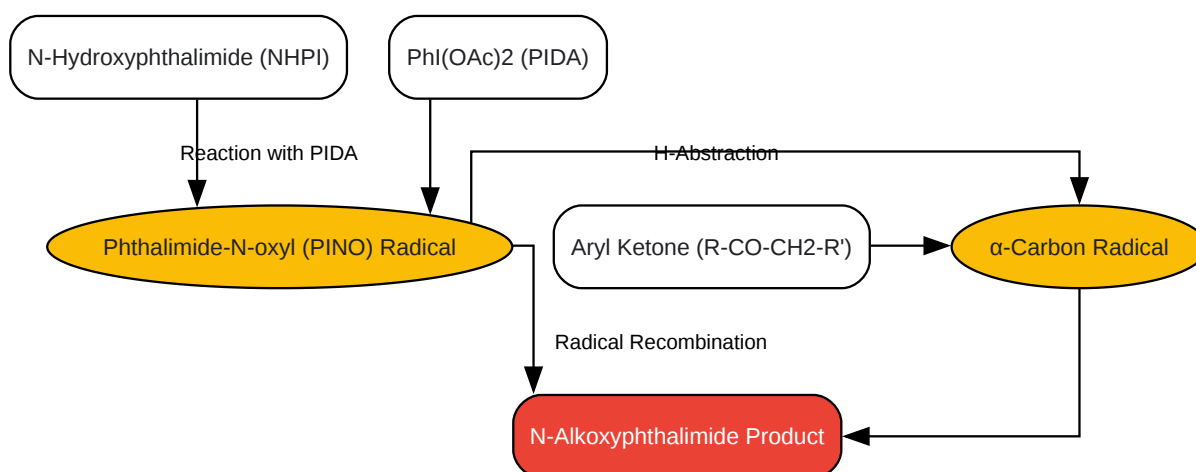 N-Hydroxyphthalimide (NHPI)
PhI(OAc)2 (PIDA)
Reaction with PIDA
H-Abstraction
Phthalimide-N-oxyl (PINO) Radical
Aryl Ketone (R-CO-CH2-R')
α-Carbon Radical
Radical Recombination
N-Alkoxyphthalimide Product